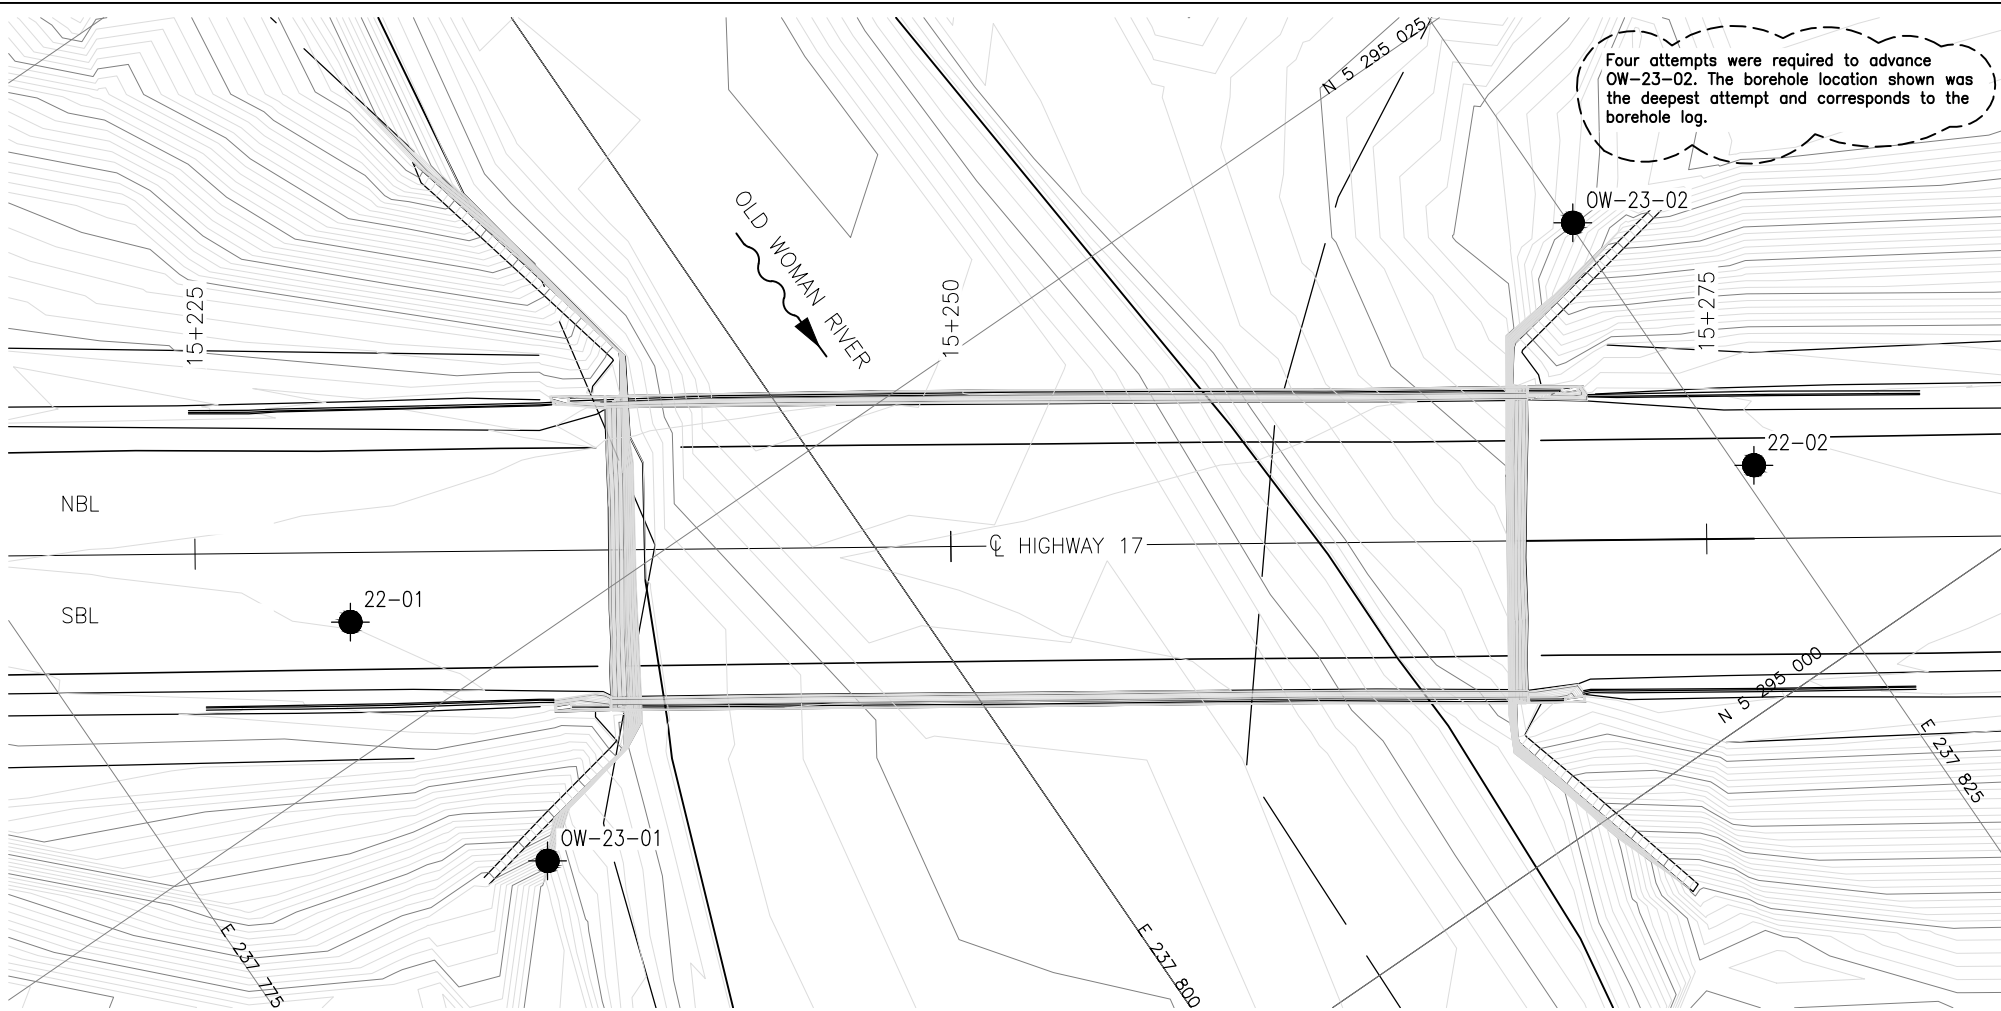 N 5 295 025
Four attempts were required to advance
OW-23-02. The borehole location shown was
the deepest attempt and corresponds to the
borehole log.
OW-23-02
OLD WOMAN RIVER
15+225
15+250
15+275
22-02
NBL
℄ HIGHWAY 17
22-01
SBL
N 5 295 000
E 237 825
OW-23-01
E 237 775
E 237 800